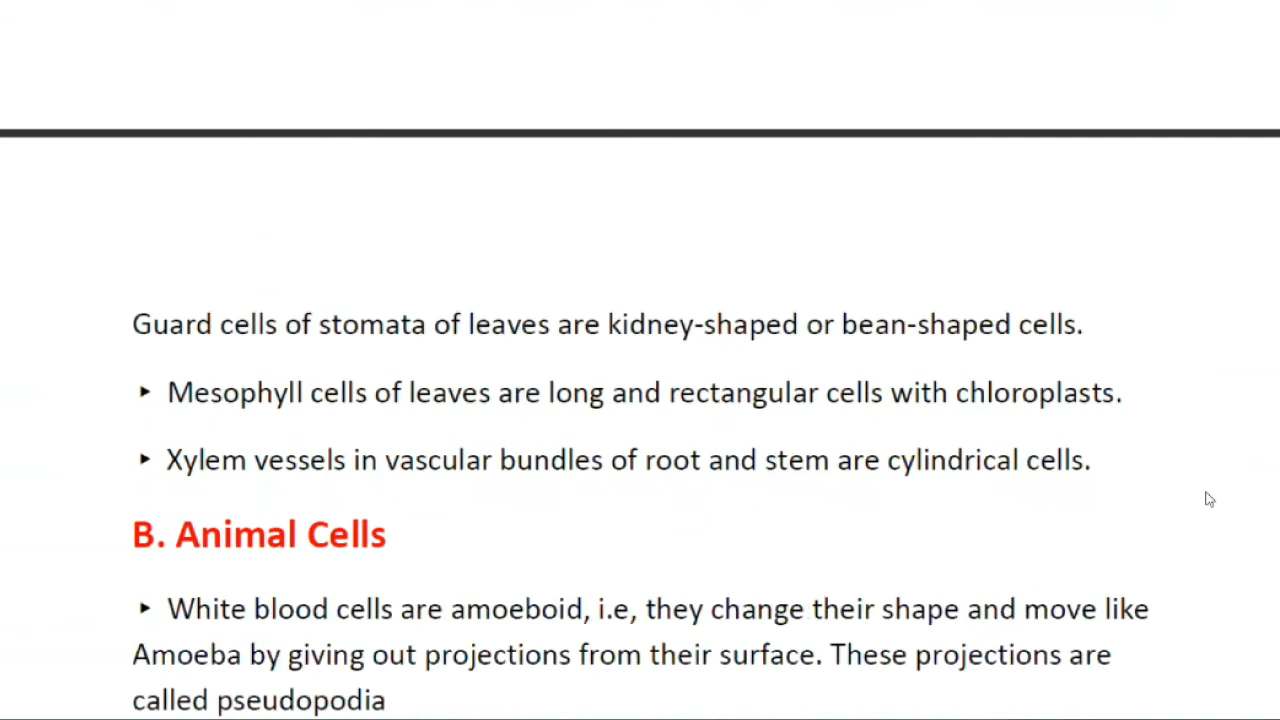 Guard cells of stomata of leaves are kidney-shaped or bean-shaped cells.
‣ Mesophyll cells of leaves are long and rectangular cells with chloroplasts.
‣ Xylem vessels in vascular bundles of root and stem are cylindrical cells.
B. Animal Cells
‣ White blood cells are amoeboid, i.e, they change their shape and move like
Amoeba by giving out projections from their surface. These projections are
called pseudopodia